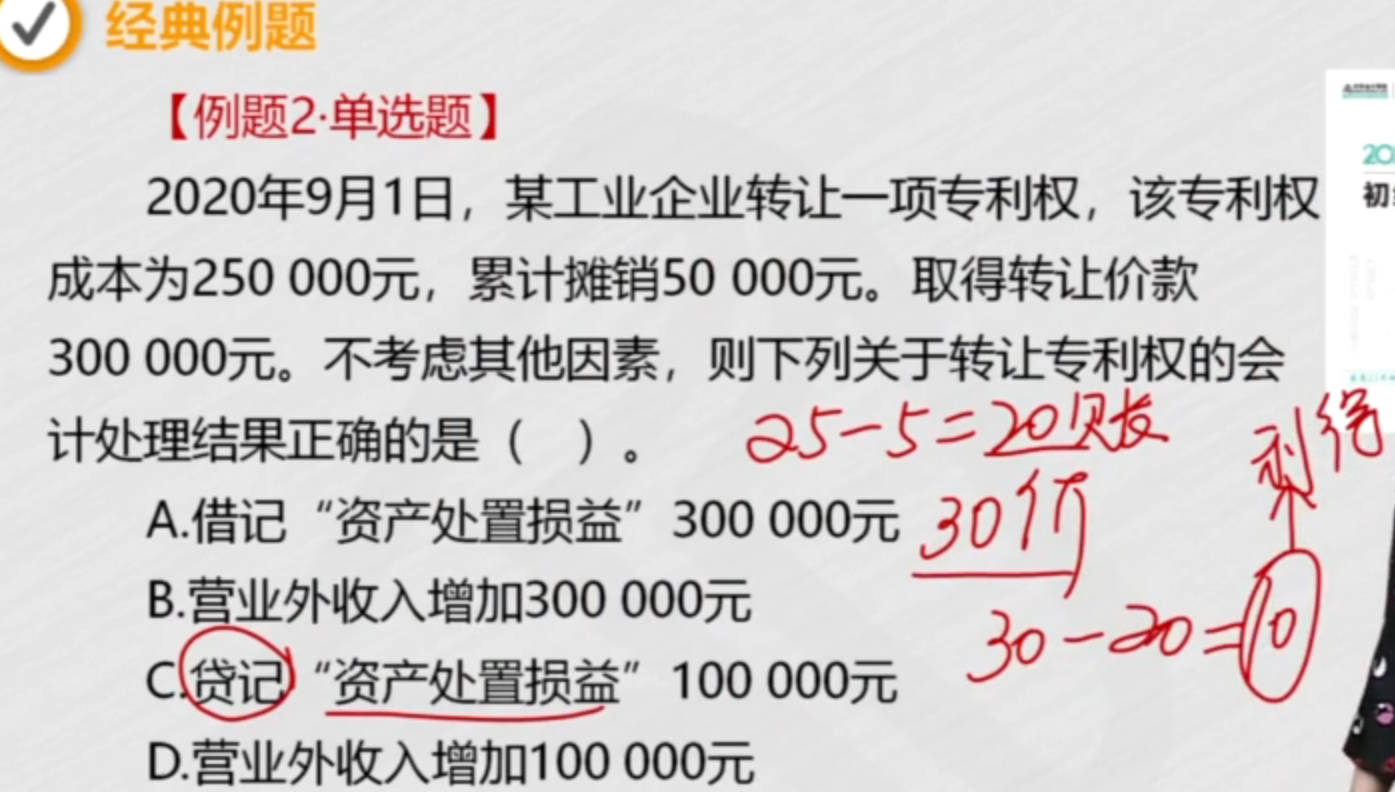 经典例题
【例题2·单选题】
2020年9月1日，某工业企业转让一项专利权，该专利权
成本为250 000元，累计摊销50 000元。取得转让价款
300 000元。不考虑其他因素，则下列关于转让专利权的会
计处理结果正确的是（ ）。
25-5=20账
利得
A.借记“资产处置损益”300 000元
30价
B.营业外收入增加300 000元
30-20=10
C.贷记“资产处置损益”100 000元
D.营业外收入增加100 000元
20
初